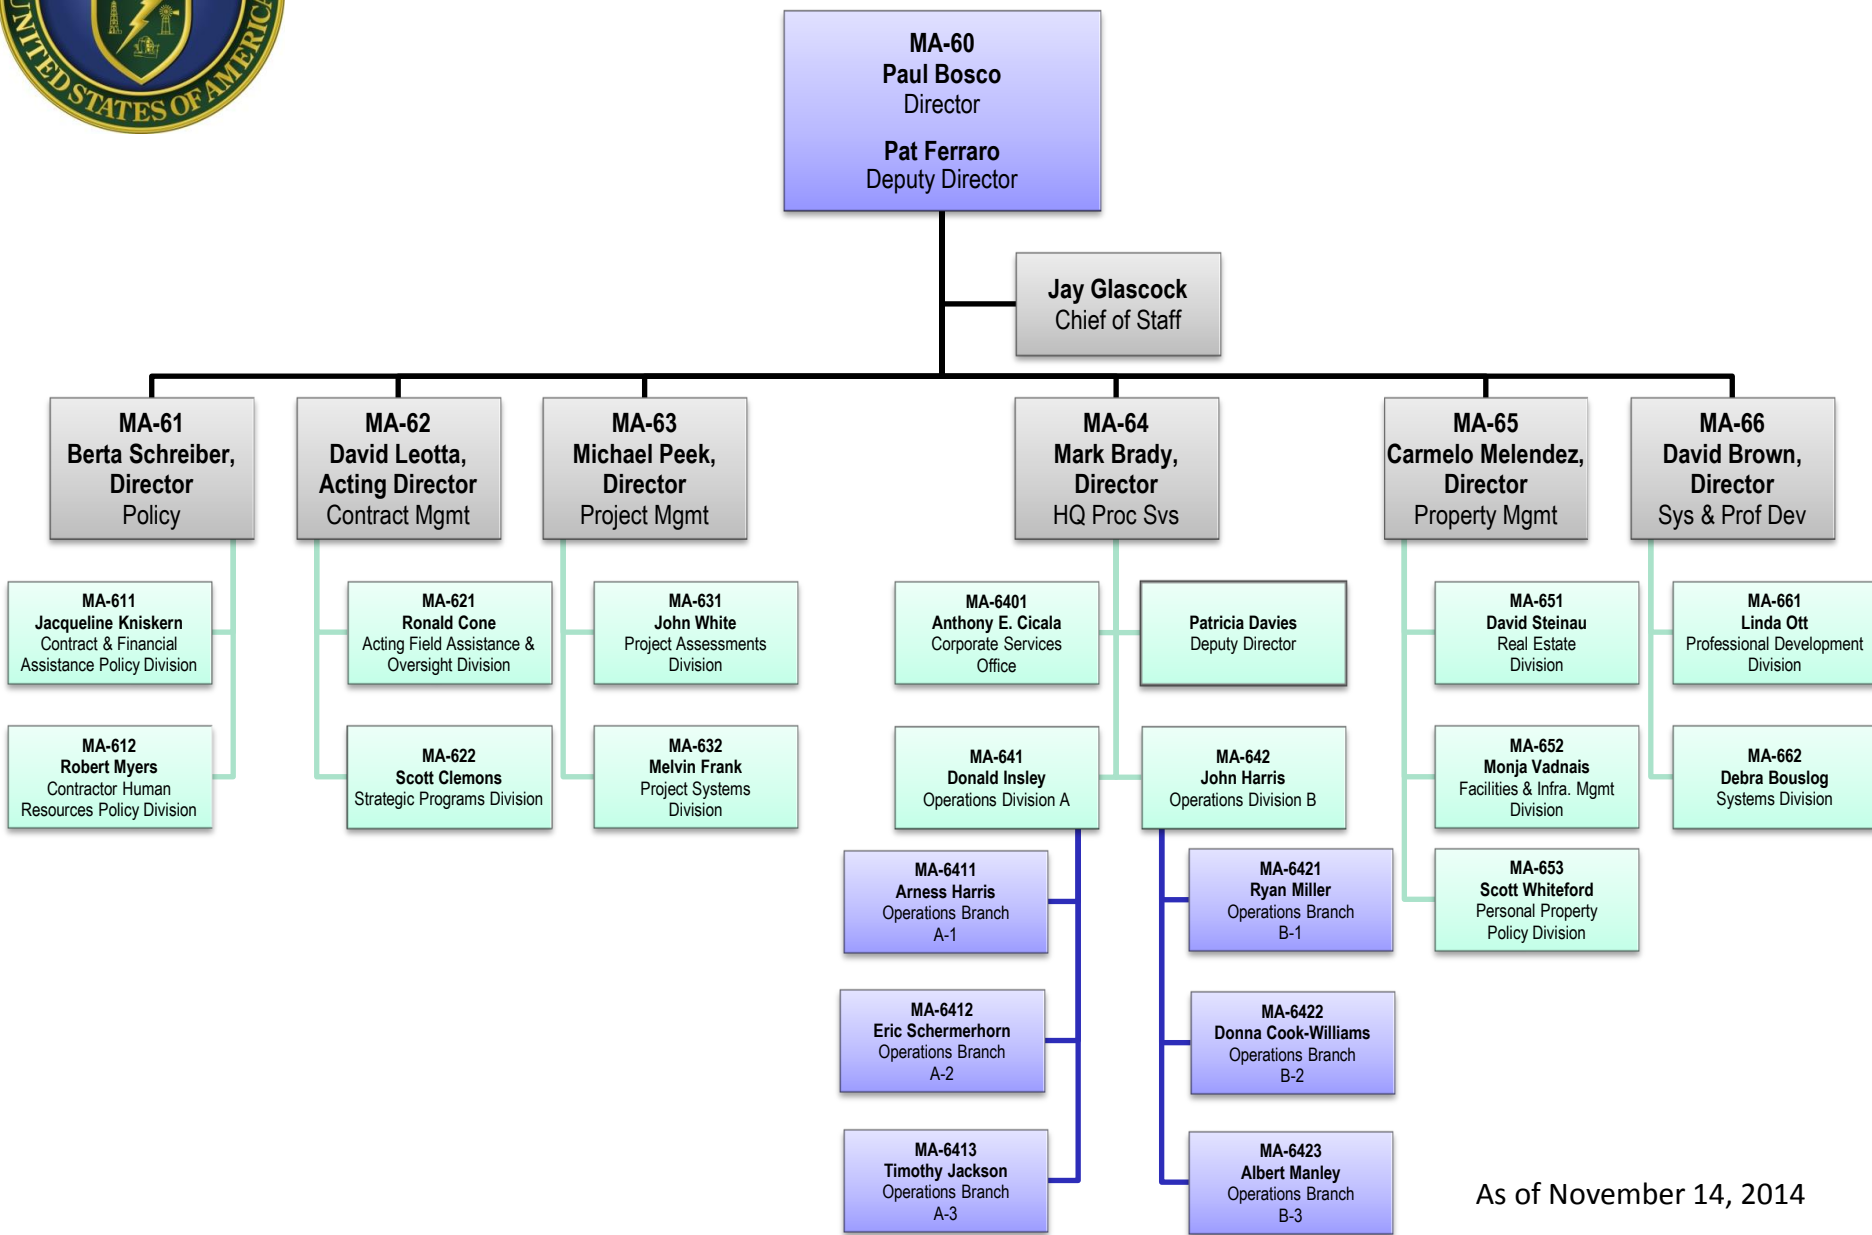 UNITED STATES OF AMERICA
MA-60
Paul Bosco
Director
Pat Ferraro
Deputy Director
Jay Glascock
Chief of Staff
MA-61
Berta Schreiber,
Director
Policy
MA-62
David Leotta,
Acting Director
Contract Mgmt
MA-63
Michael Peek,
Director
Project Mgmt
MA-64
Mark Brady,
Director
HQ Proc Svs
MA-65
Carmelo Melendez,
Director
Property Mgmt
MA-66
David Brown,
Director
Sys & Prof Dev
MA-611
Jacqueline Kniskern
Contract & Financial
Assistance Policy Division
MA-621
Ronald Cone
Acting Field Assistance &
Oversight Division
MA-631
John White
Project Assessments
Division
MA-6401
Anthony E. Cicala
Corporate Services
Office
Patricia Davies
Deputy Director
MA-651
David Steinau
Real Estate
Division
MA-661
Linda Ott
Professional Development
Division
MA-612
Robert Myers
Contractor Human
Resources Policy Division
MA-622
Scott Clemons
Strategic Programs Division
MA-632
Melvin Frank
Project Systems
Division
MA-641
Donald Insley
Operations Division A
MA-642
John Harris
Operations Division B
MA-652
Monja Vadnais
Facilities & Infra. Mgmt
Division
MA-662
Debra Bouslog
Systems Division
MA-6411
Arness Harris
Operations Branch
A-1
MA-6421
Ryan Miller
Operations Branch
B-1
MA-653
Scott Whiteford
Personal Property
Policy Division
MA-6412
Eric Schermerhorn
Operations Branch
A-2
MA-6422
Donna Cook-Williams
Operations Branch
B-2
MA-6413
Timothy Jackson
Operations Branch
A-3
MA-6423
Albert Manley
Operations Branch
B-3
As of November 14, 2014